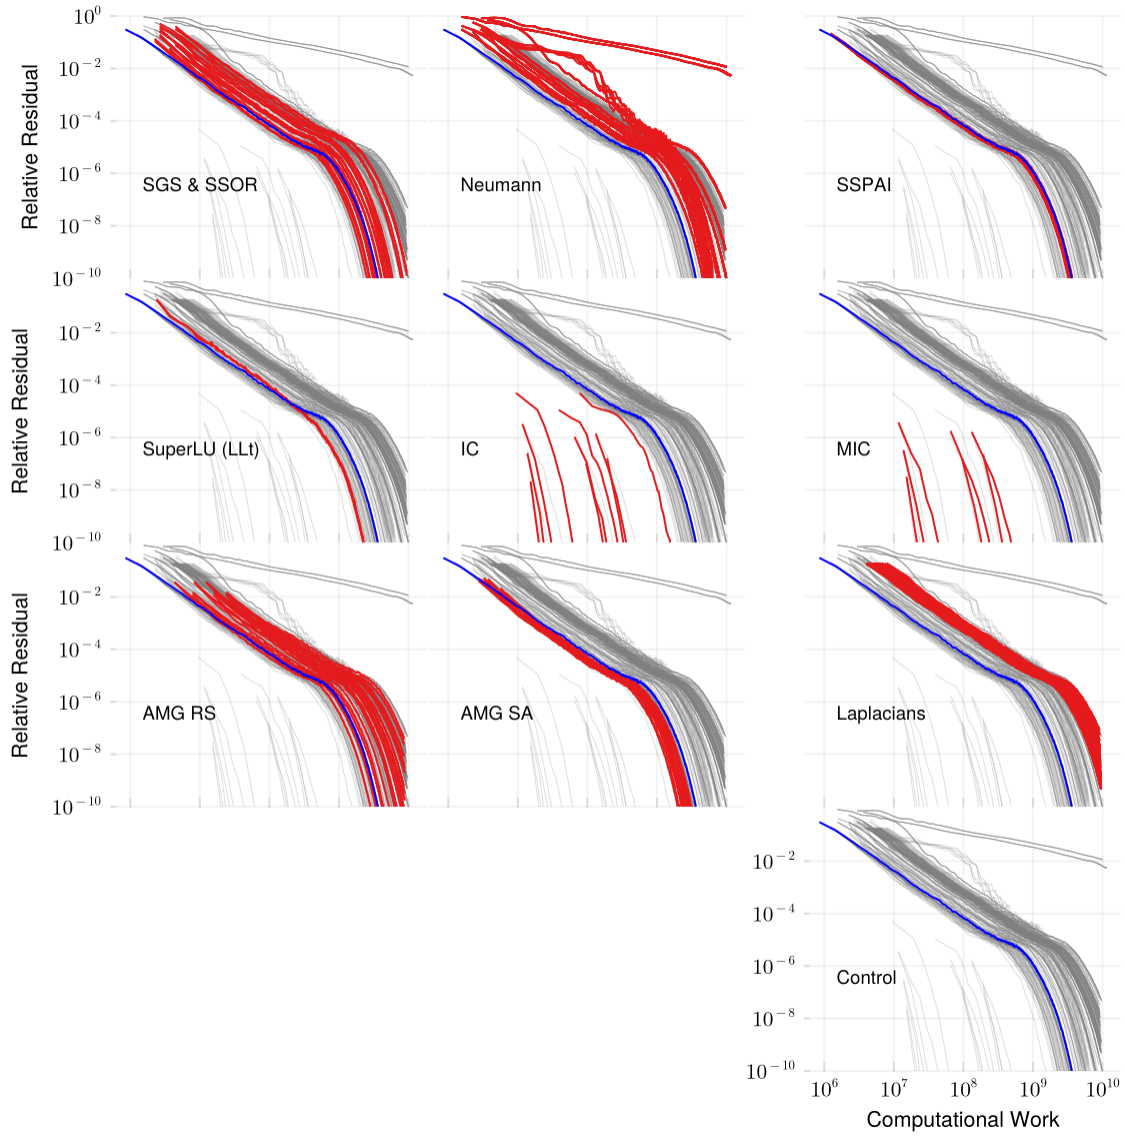 10^0
10^−2
10^−4
10^−6
10^−8
10^−10
Relative Residual
SGS & SSOR
Neumann
SSPAI
10^−2
10^−4
10^−6
10^−8
10^−10
Relative Residual
SuperLU (LLt)
IC
MIC
10^−2
10^−4
10^−6
10^−8
10^−10
Relative Residual
AMG RS
AMG SA
Laplacians
10^−2
10^−4
10^−6
10^−8
10^−10
Control
10^6 10^7 10^8 10^9 10^10
Computational Work